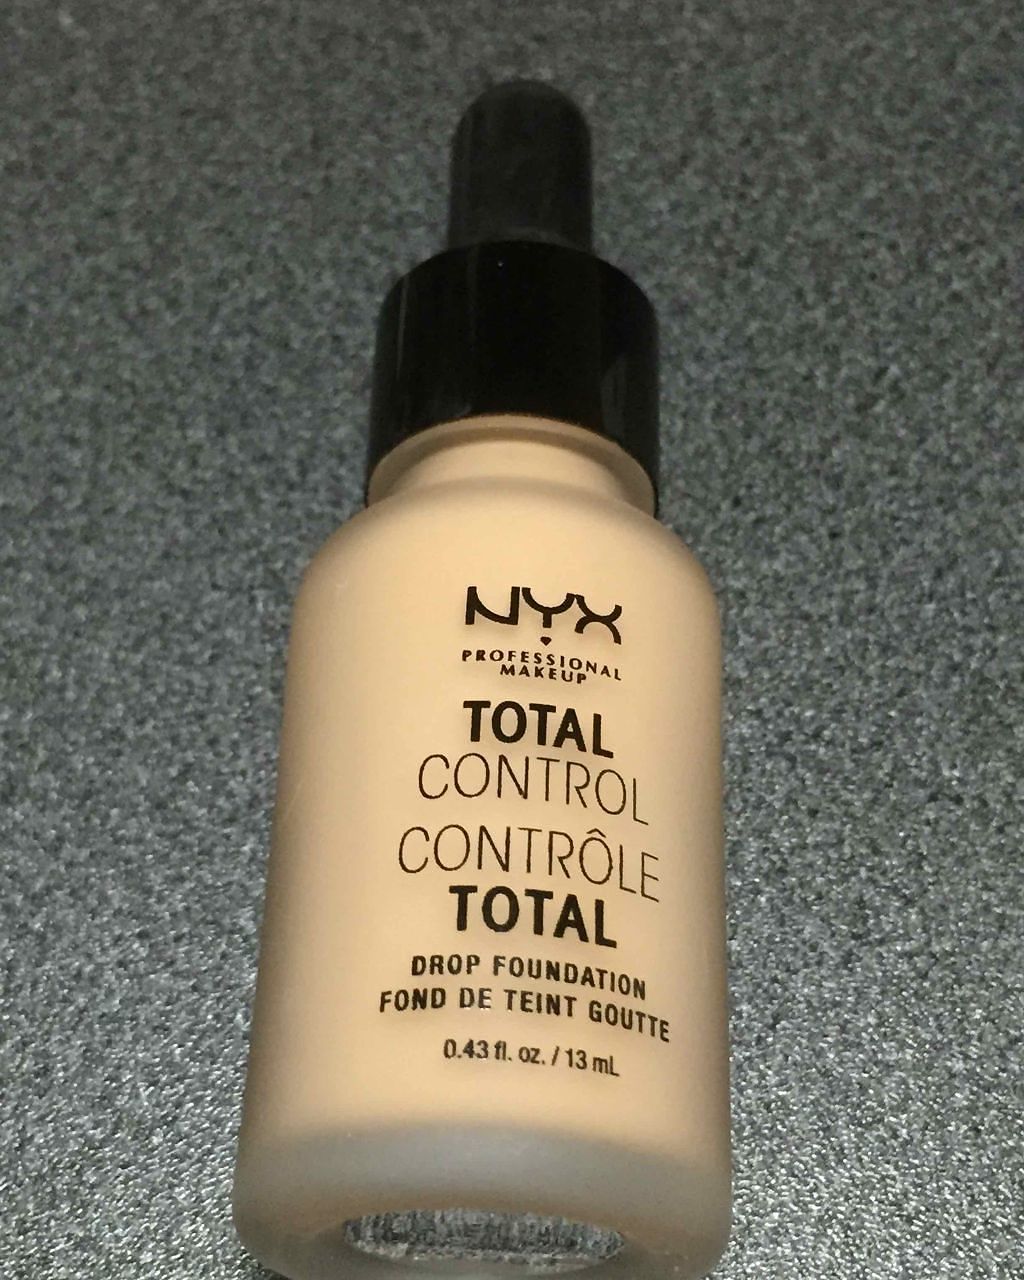 NYX
PROFESSIONAL
MAKEUP
TOTAL
CONTROL
CONTRÔLE
TOTAL
DROP FOUNDATION
FOND DE TEINT GOUTTE
0.43 fl. oz. / 13 mL